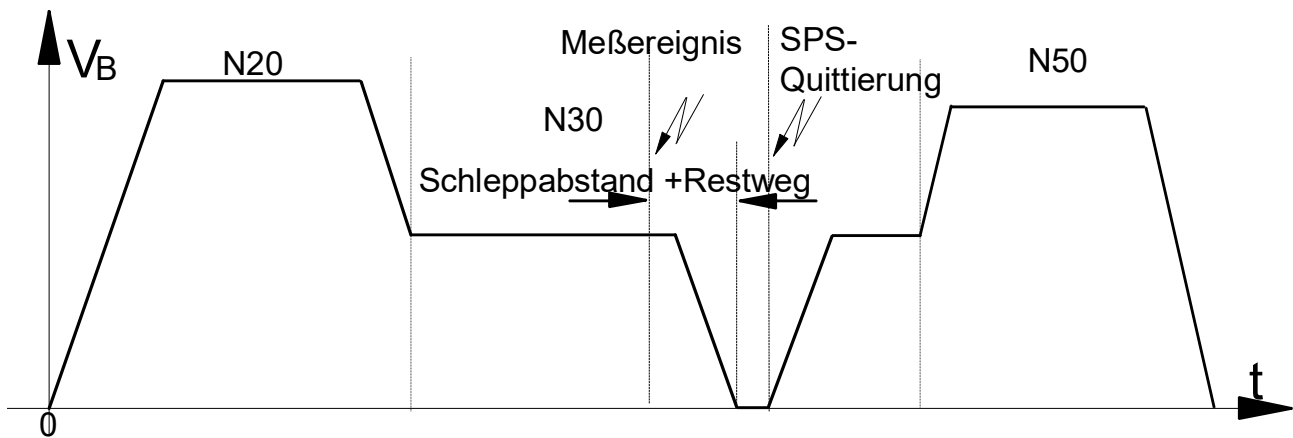 VB
N20
Meßereignis
SPS-
Quittierung
N50
N30
Schleppabstand +Restweg
t
0